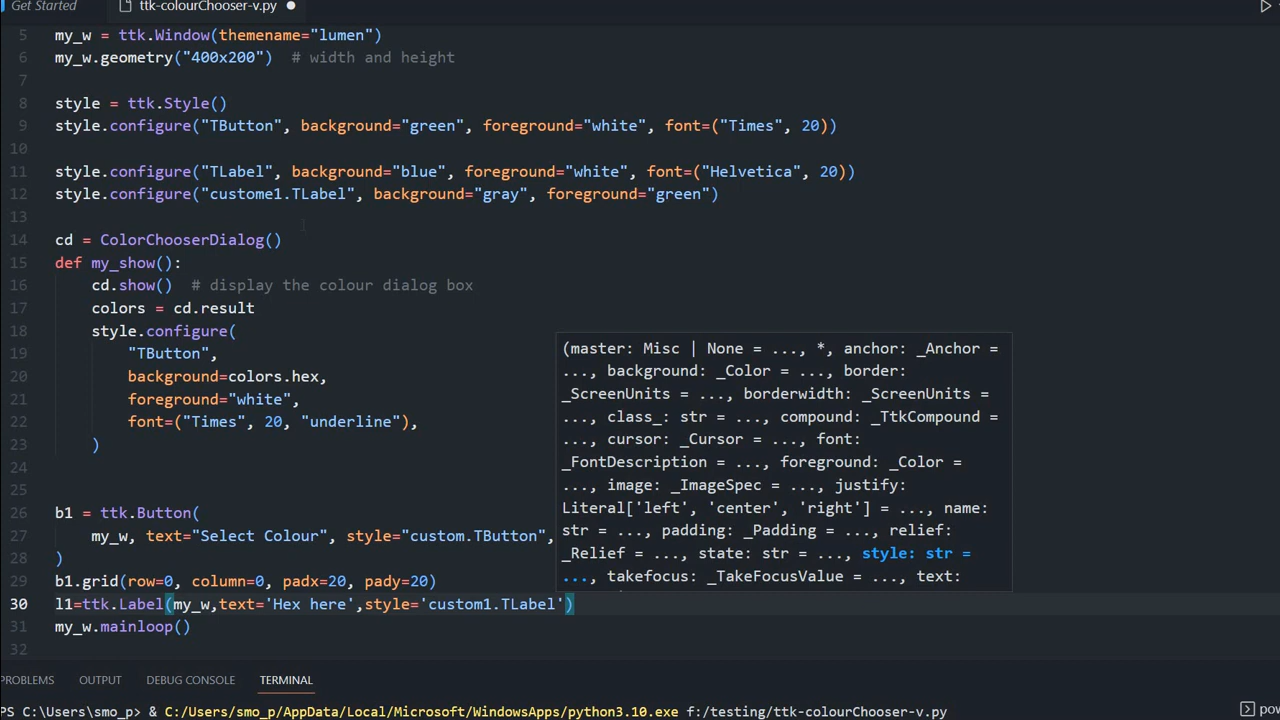 Get Started ttk-colourChooser-v.py
5 my_w = ttk.Window(themename="lumen")
6 my_w.geometry("400x200")  # width and height
7
8 style = ttk.Style()
9 style.configure("TButton", background="green", foreground="white", font=("Times", 20))
10
11 style.configure("TLabel", background="blue", foreground="white", font=("Helvetica", 20))
12 style.configure("custome1.TLabel", background="gray", foreground="green")
13
14 cd = ColorChooserDialog()
15 def my_show():
16 cd.show()  # display the colour dialog box
17 colors = cd.result
18 style.configure(
19 "TButton",
20 background=colors.hex,
21 foreground="white",
22 font=("Times", 20, "underline"),
23 )
24
25
26 b1 = ttk.Button(
27 my_w, text="Select Colour", style="custom.TButton",
28 )
29 b1.grid(row=0, column=0, padx=20, pady=20)
30 l1=ttk.Label(my_w,text='Hex here',style='custom1.TLabel')
31 my_w.mainloop()
32
(master: Misc | None = ..., *, anchor: _Anchor =
..., background: _Color = ..., border:
_ScreenUnits = ..., borderwidth: _ScreenUnits =
..., class_: str = ..., compound: _TtkCompound =
..., cursor: _Cursor = ..., font:
_FontDescription = ..., foreground: _Color =
..., image: _ImageSpec = ..., justify:
Literal['left', 'center', 'right'] = ..., name:
str = ..., padding: _Padding = ..., relief:
_Relief = ..., state: str = ..., style: str =
..., takefocus: _TakeFocusValue = ..., text:
PROBLEMS OUTPUT DEBUG CONSOLE TERMINAL
PS C:\Users\smo_p> & C:/Users/smo_p/AppData/Local/Microsoft/WindowsApps/python3.10.exe f:/testing/ttk-colourChooser-v.py
pow